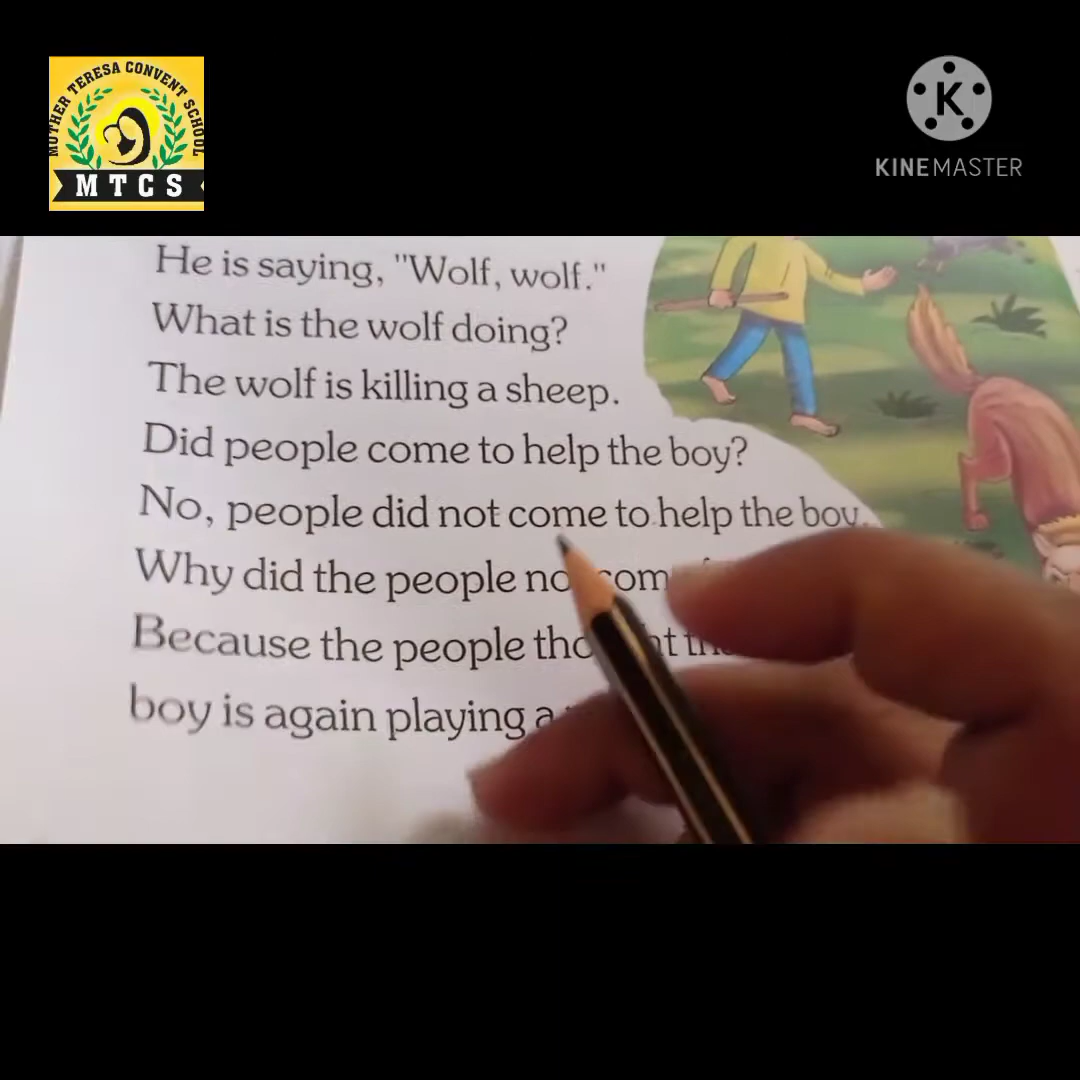 MOTHER TERESA CONVENT SCHOOL
MTCS
K
KINEMASTER
He is saying, "Wolf, wolf."
What is the wolf doing?
The wolf is killing a sheep.
Did people come to help the boy?
No, people did not come to help the boy.
Why did the people
Because the people
boy is again playing a